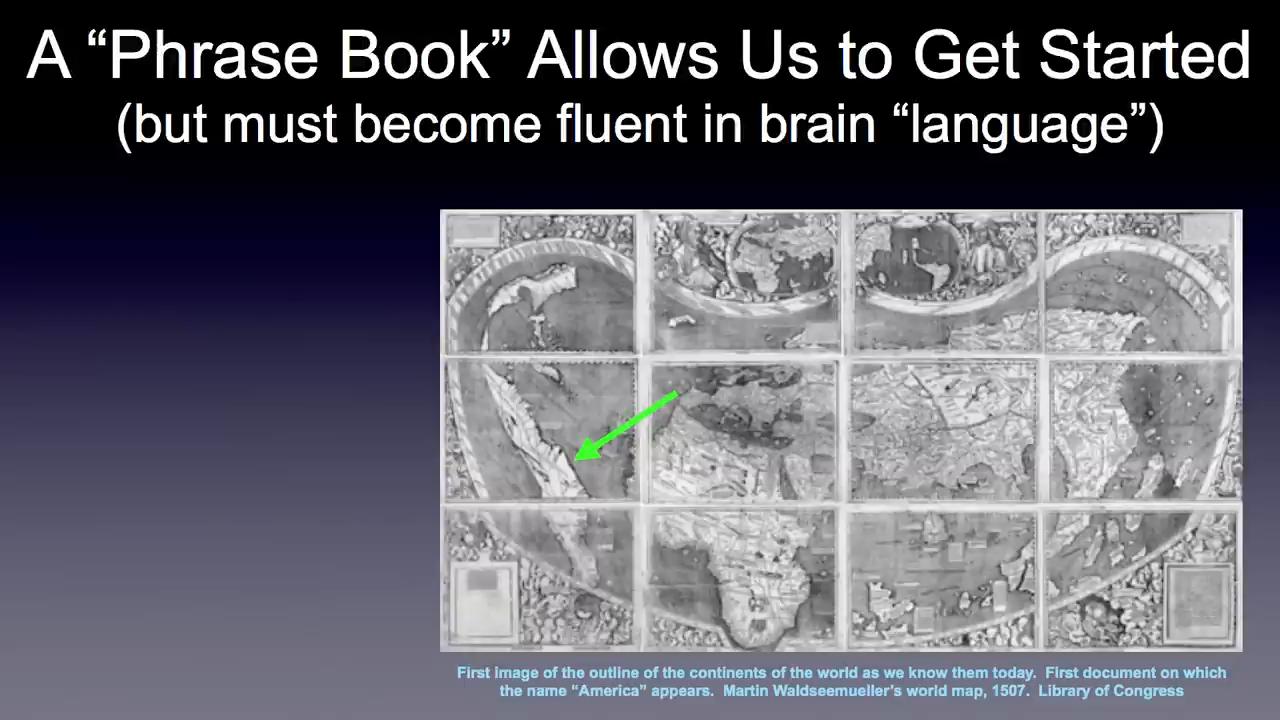 A “Phrase Book” Allows Us to Get Started
(but must become fluent in brain “language”)
First image of the outline of the continents of the world as we know them today.  First document on which
the name “America” appears.  Martin Waldseemueller’s world map, 1507.  Library of Congress